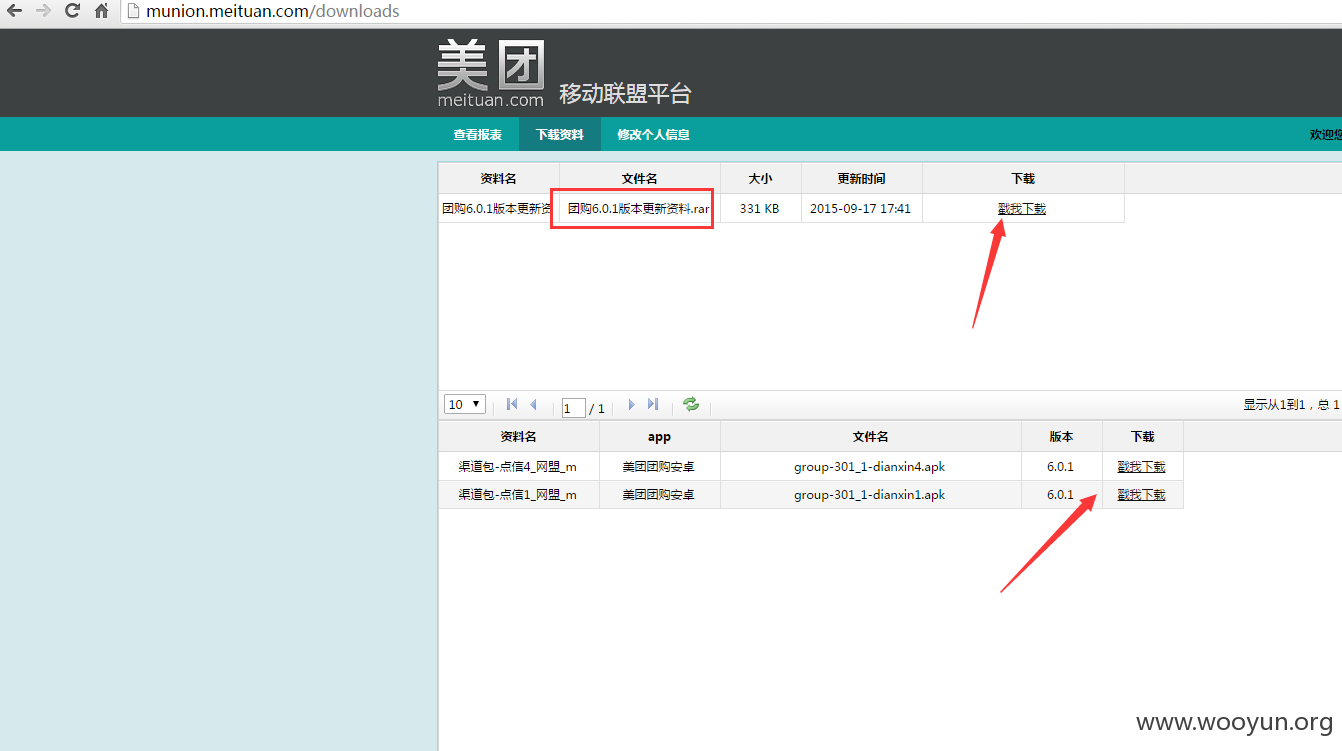 munion.meituan.com/downloads
美团
meituan.com 移动联盟平台
查看报表 下载资料 修改个人信息 欢迎您
资料名 文件名 大小 更新时间 下载
团购6.0.1版本更新资 团购6.0.1版本更新资料.rar 331 KB 2015-09-17 17:41 戳我下载
10 1 / 1 显示从1到1，总 1
资料名 app 文件名 版本 下载
渠道包-点信4_网盟_m 美团团购安卓 group-301_1-dianxin4.apk 6.0.1 戳我下载
渠道包-点信1_网盟_m 美团团购安卓 group-301_1-dianxin1.apk 6.0.1 戳我下载
www.wooyun.org